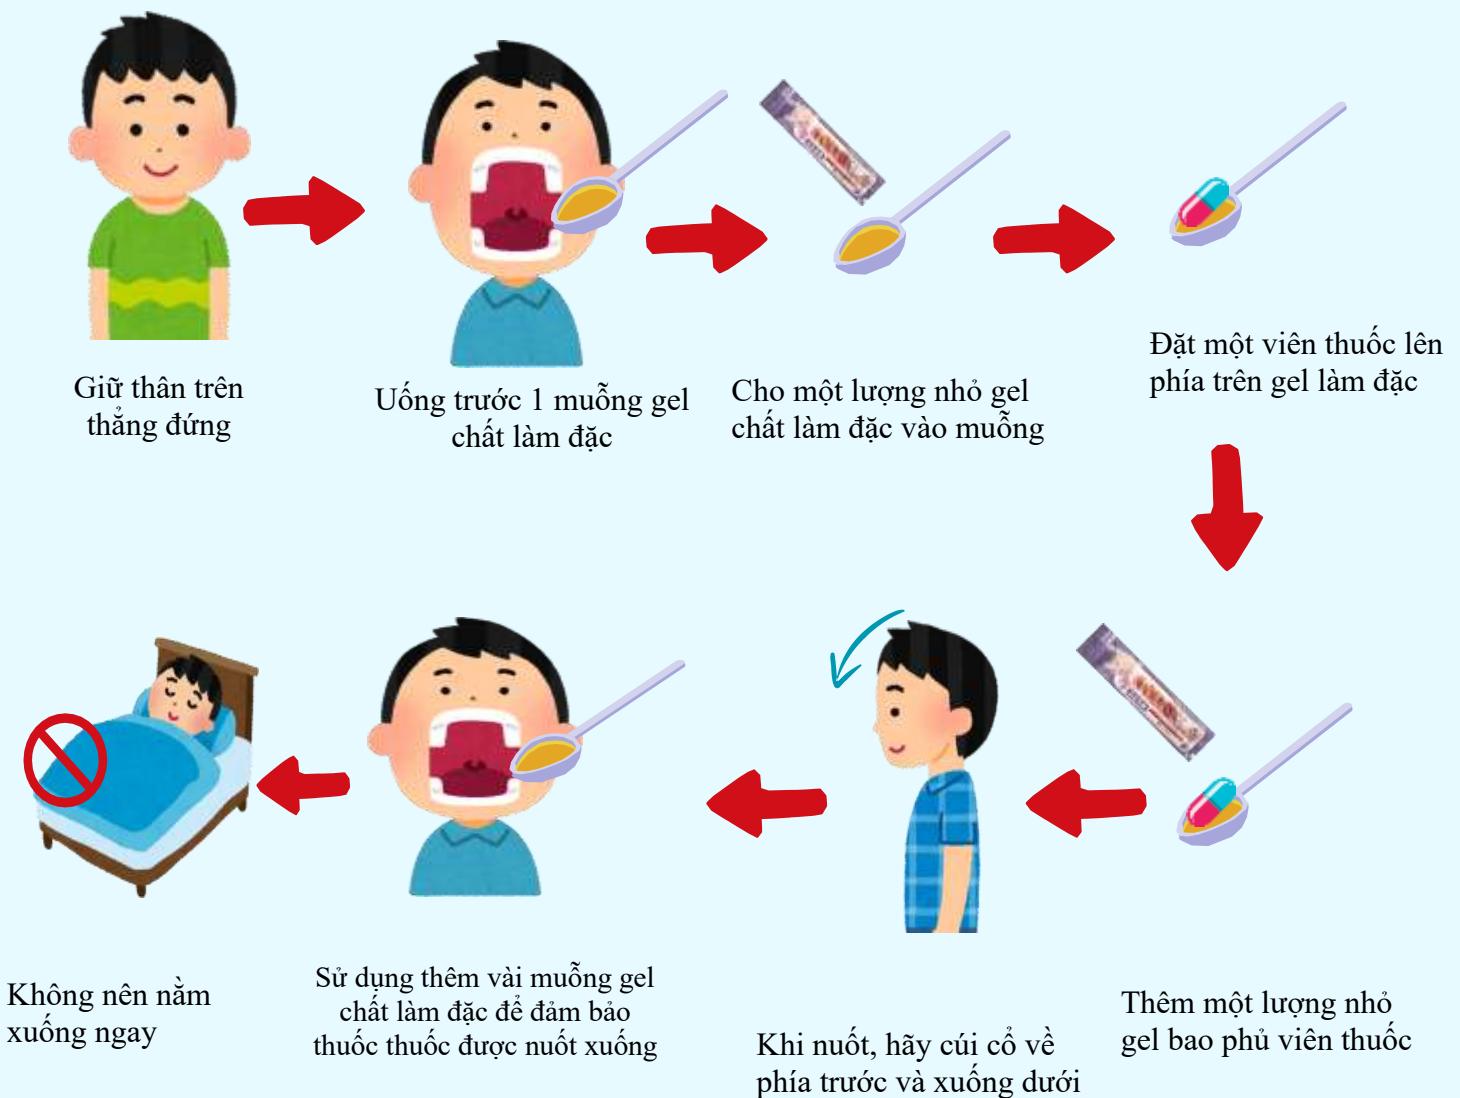 Giữ thân trên
thẳng đứng
Uống trước 1 muỗng gel
chất làm đặc
Cho một lượng nhỏ gel
chất làm đặc vào muỗng
Đặt một viên thuốc lên
phía trên gel làm đặc
Thêm một lượng nhỏ
gel bao phủ viên thuốc
Khi nuốt, hãy cúi cổ về
phía trước và xuống dưới
Sử dụng thêm vài muỗng gel
chất làm đặc để đảm bảo
thuốc thuốc được nuốt xuống
Không nên nằm
xuống ngay